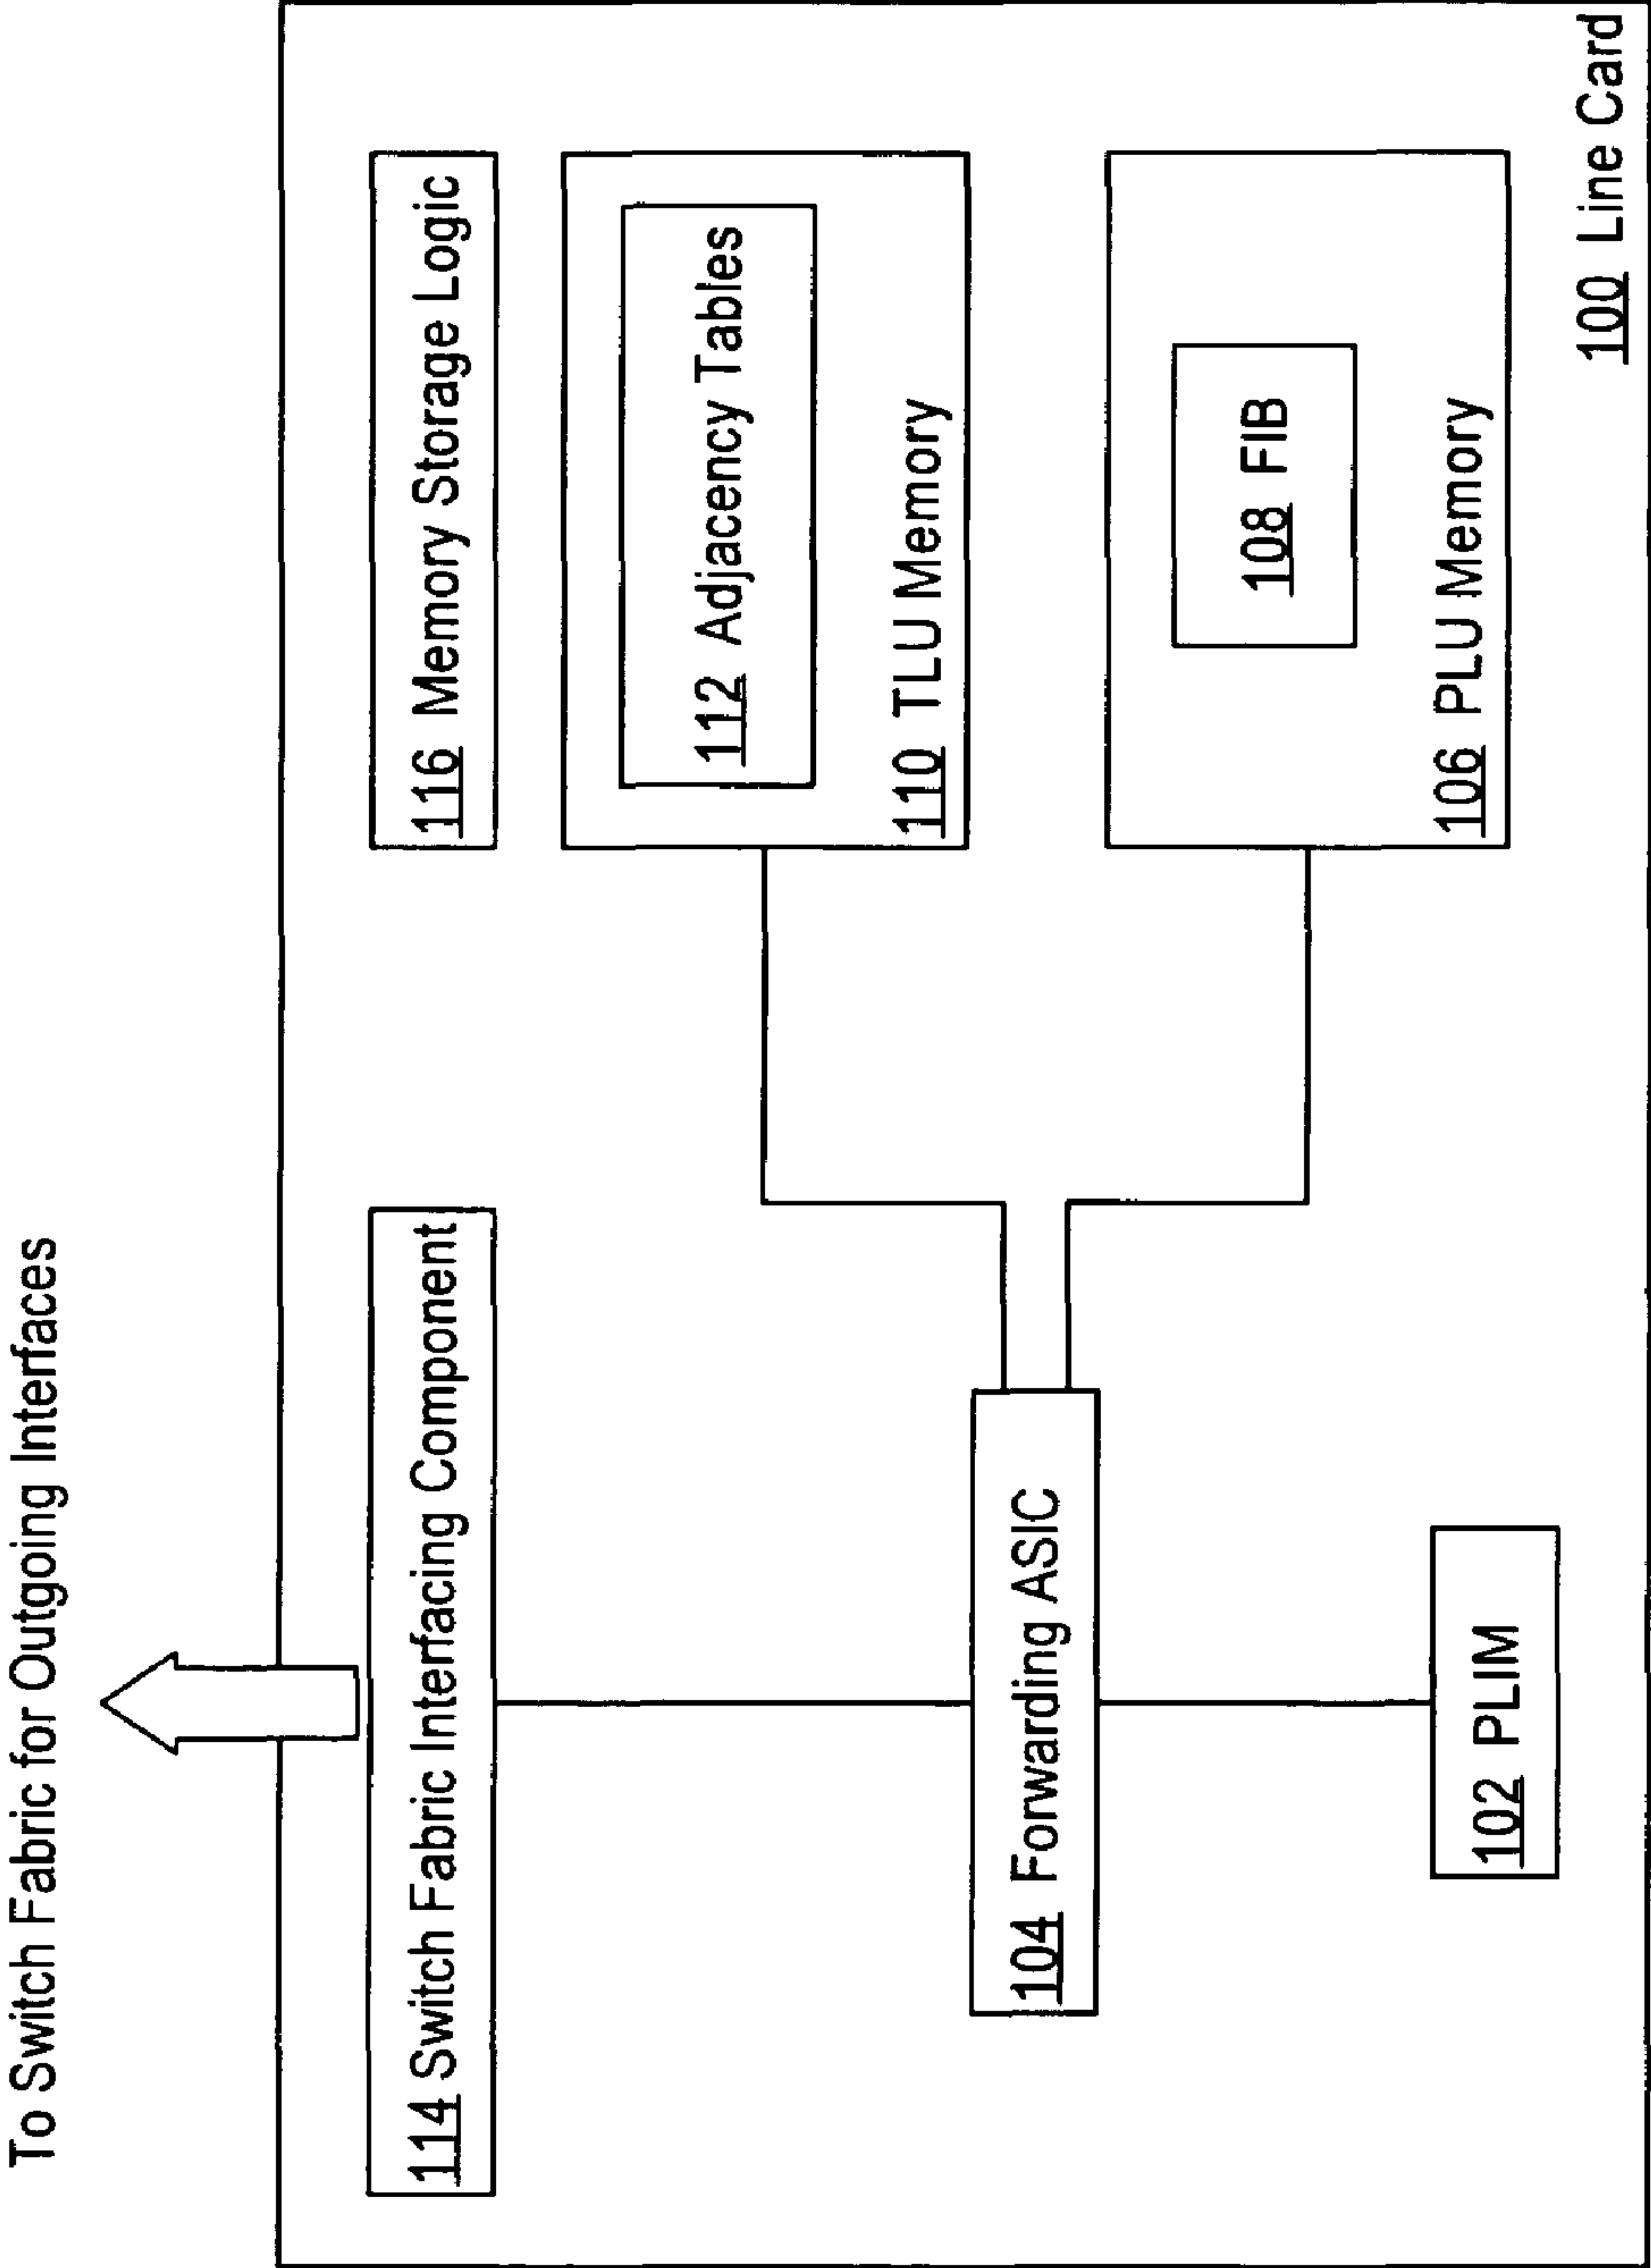 To Switch Fabric for Outgoing Interfaces
114 Switch Fabric Interfacing Component
116 Memory Storage Logic
112 Adjacency Tables
110 TLU Memory
104 Forwarding ASIC
108 FIB
106 PLU Memory
102 PLIM
100 Line Card